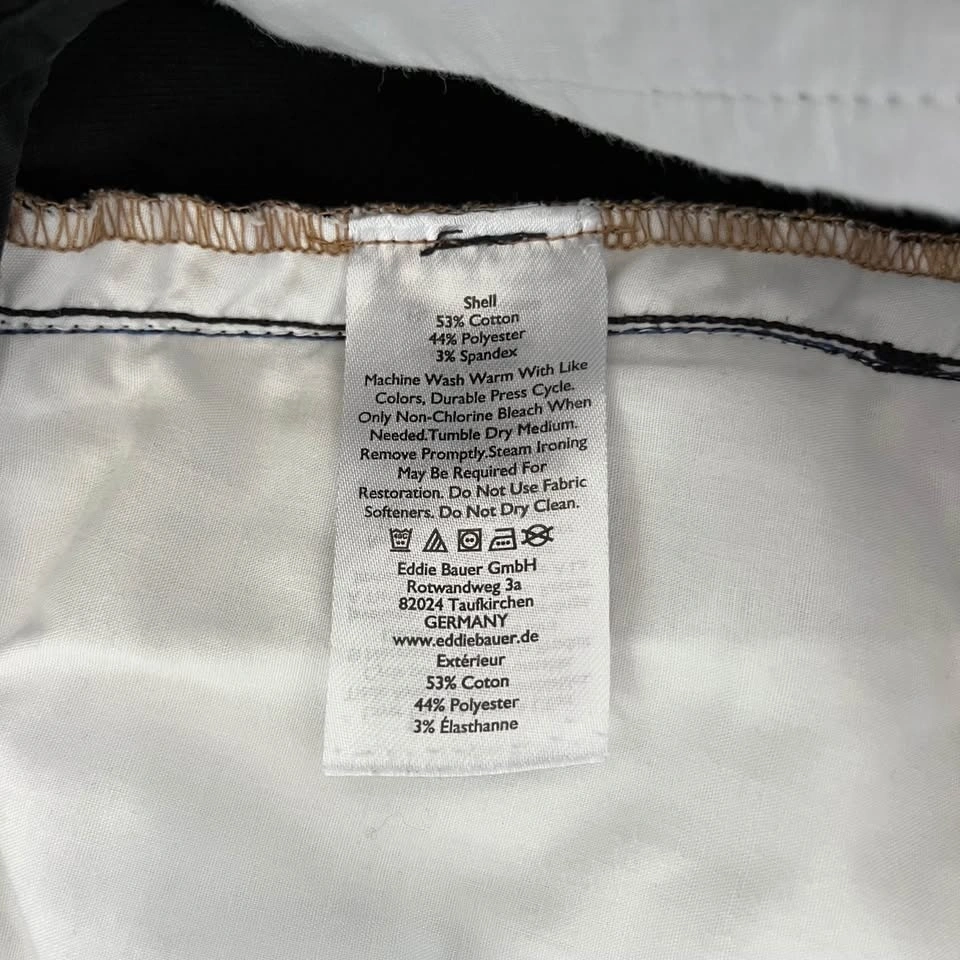 Shell
53% Cotton
44% Polyester
3% Spandex
Machine Wash Warm With Like
Colors, Durable Press Cycle.
Only Non-Chlorine Bleach When
Needed.Tumble Dry Medium.
Remove Promptly.Steam Ironing
May Be Required For
Restoration. Do Not Use Fabric
Softeners. Do Not Dry Clean.
Eddie Bauer GmbH
Rotwandweg 3a
82024 Taufkirchen
GERMANY
www.eddiebauer.de
Extérieur
53% Coton
44% Polyester
3% Élasthanne